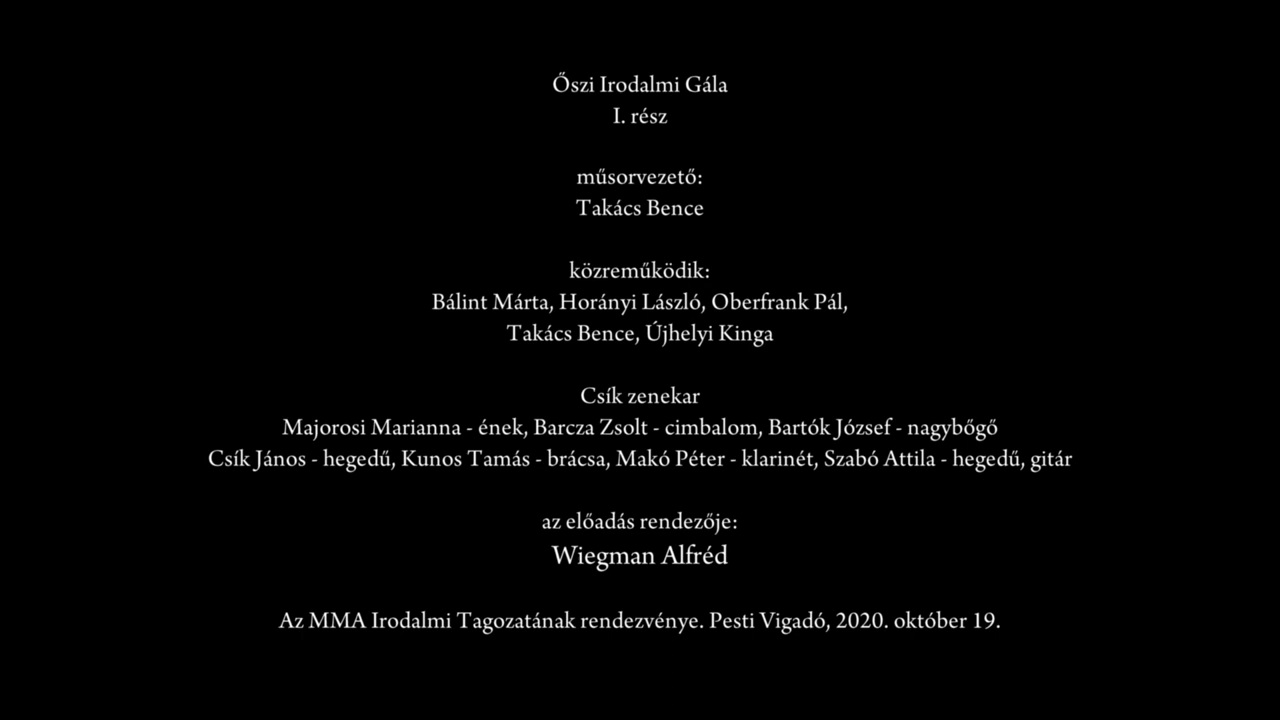 Őszi Irodalmi Gála
I. rész
műsorvezető:
Takács Bence
közreműködik:
Bálint Márta, Horányi László, Oberfrank Pál,
Takács Bence, Újhelyi Kinga
Csík zenekar
Majorosi Marianna - ének, Barcza Zsolt - cimbalom, Bartók József - nagybőgő
Csík János - hegedű, Kunos Tamás - brácsa, Makó Péter - klarinét, Szabó Attila - hegedű, gitár
az előadás rendezője:
Wiegman Alfréd
Az MMA Irodalmi Tagozatának rendezvénye. Pesti Vigadó, 2020. október 19.